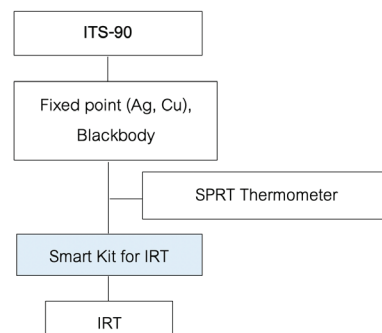 ITS-90
Fixed point (Ag, Cu),
Blackbody
SPRT Thermometer
Smart Kit for IRT
IRT